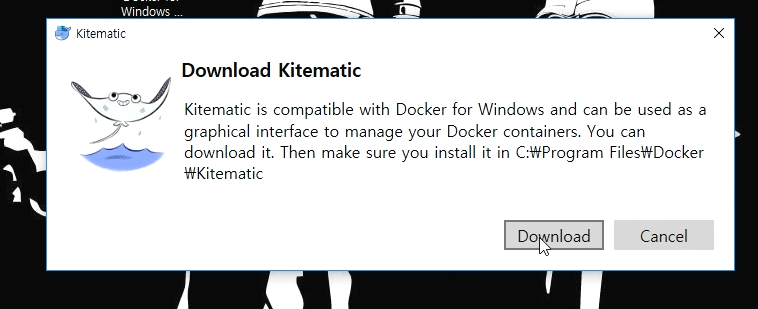 Windows ...
Kitematic
Download Kitematic
Kitematic is compatible with Docker for Windows and can be used as a
graphical interface to manage your Docker containers. You can
download it. Then make sure you install it in C:₩Program Files₩Docker
₩Kitematic
Download
Cancel